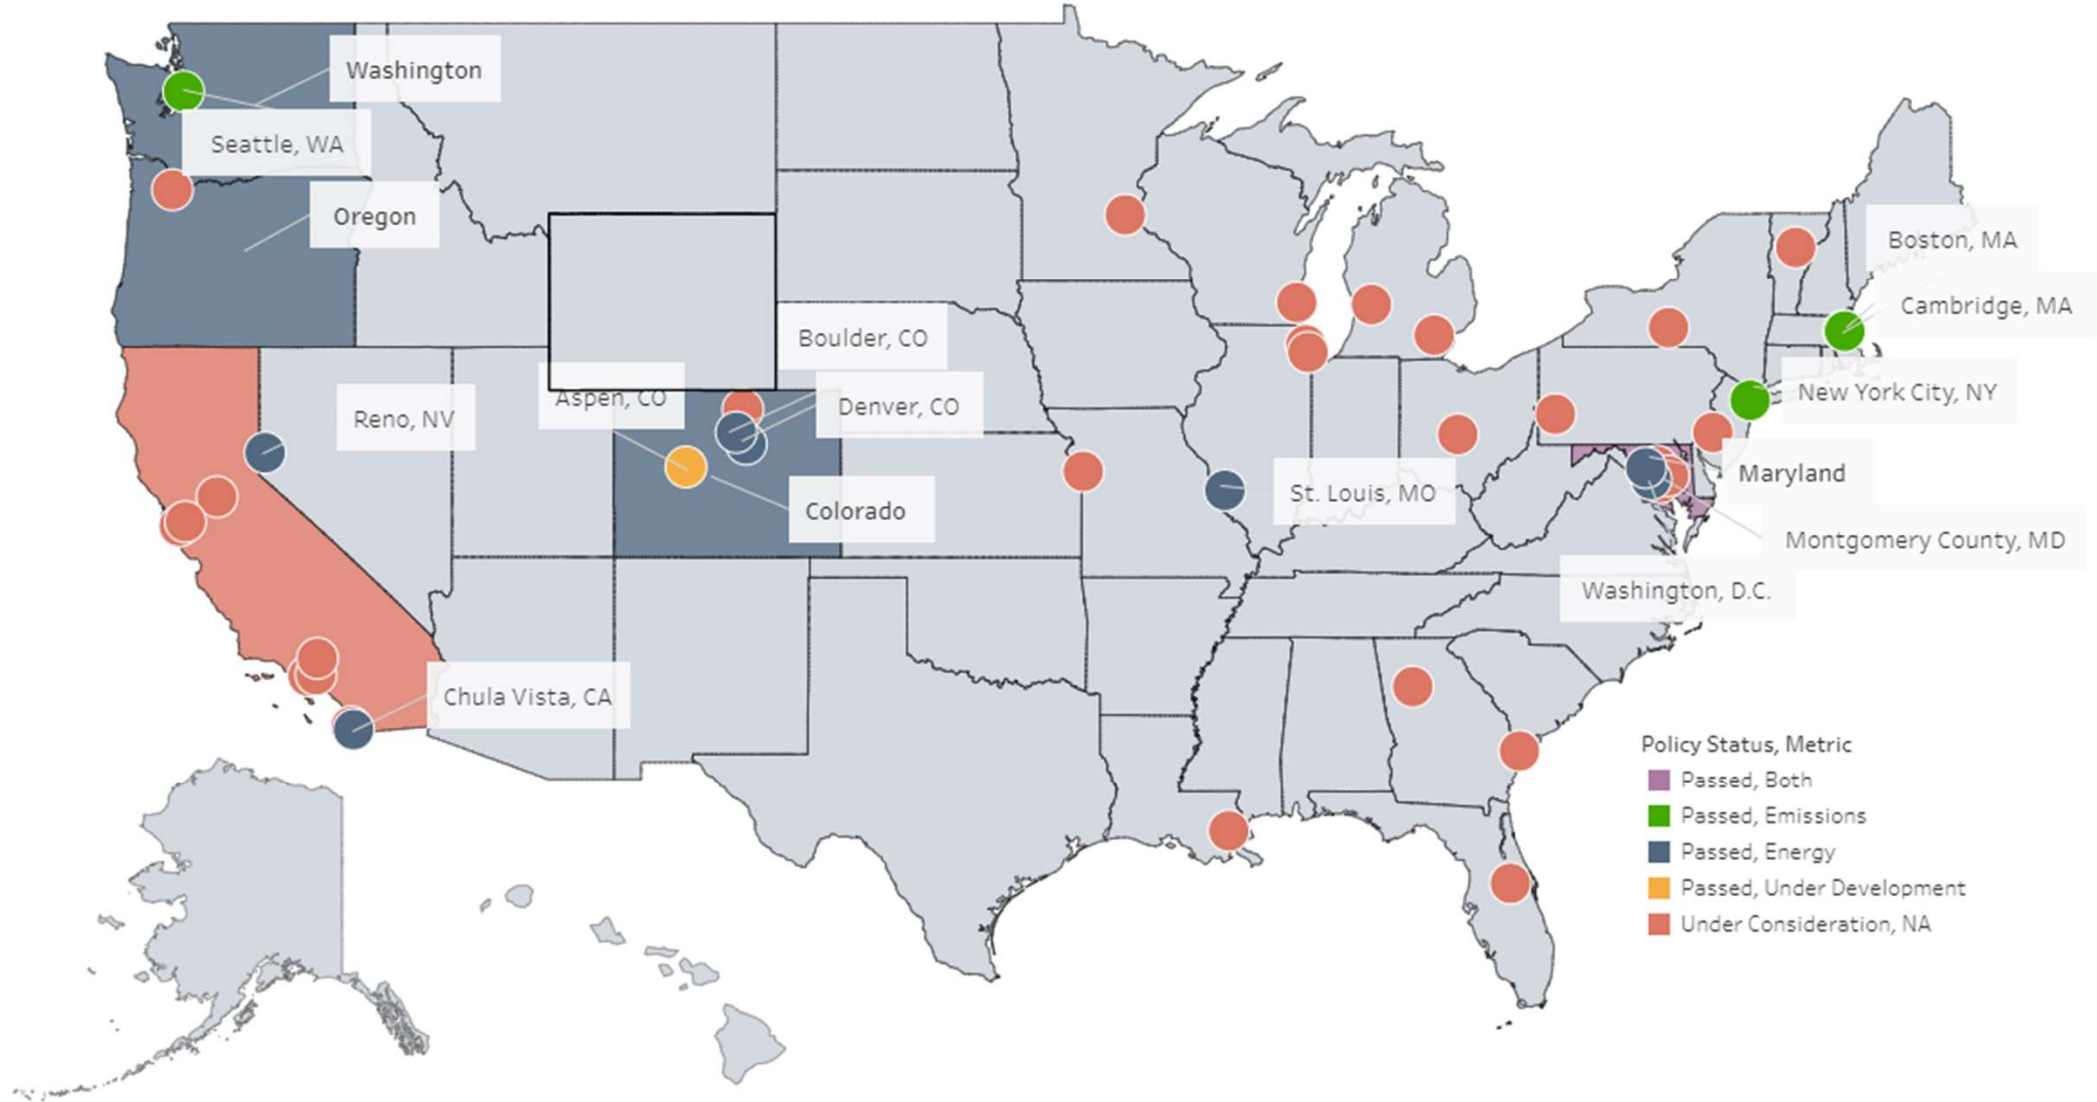 Washington
Seattle, WA
Oregon
Boston, MA
Cambridge, MA
Boulder, CO
Aspen, CO
Denver, CO
New York City, NY
Reno, NV
Maryland
St. Louis, MO
Colorado
Montgomery County, MD
Washington, D.C.
Chula Vista, CA
Policy Status, Metric
Passed, Both
Passed, Emissions
Passed, Energy
Passed, Under Development
Under Consideration, NA